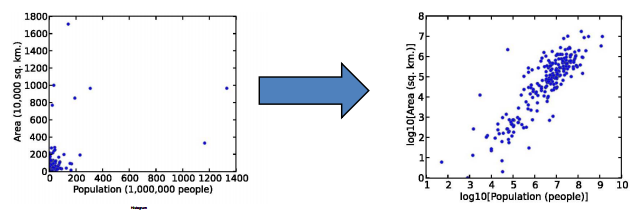 1800
1600
1400
1200
1000
800
600
400
200
0
0 200 400 600 800 1000 1200 1400
Area (10,000 sq. km.)
Population (1,000,000 people)
8
7
6
5
4
3
2
1
0
1 2 3 4 5 6 7 8 9 10
log10[Area (sq. km.)]
log10[Population (people)]
Histogram